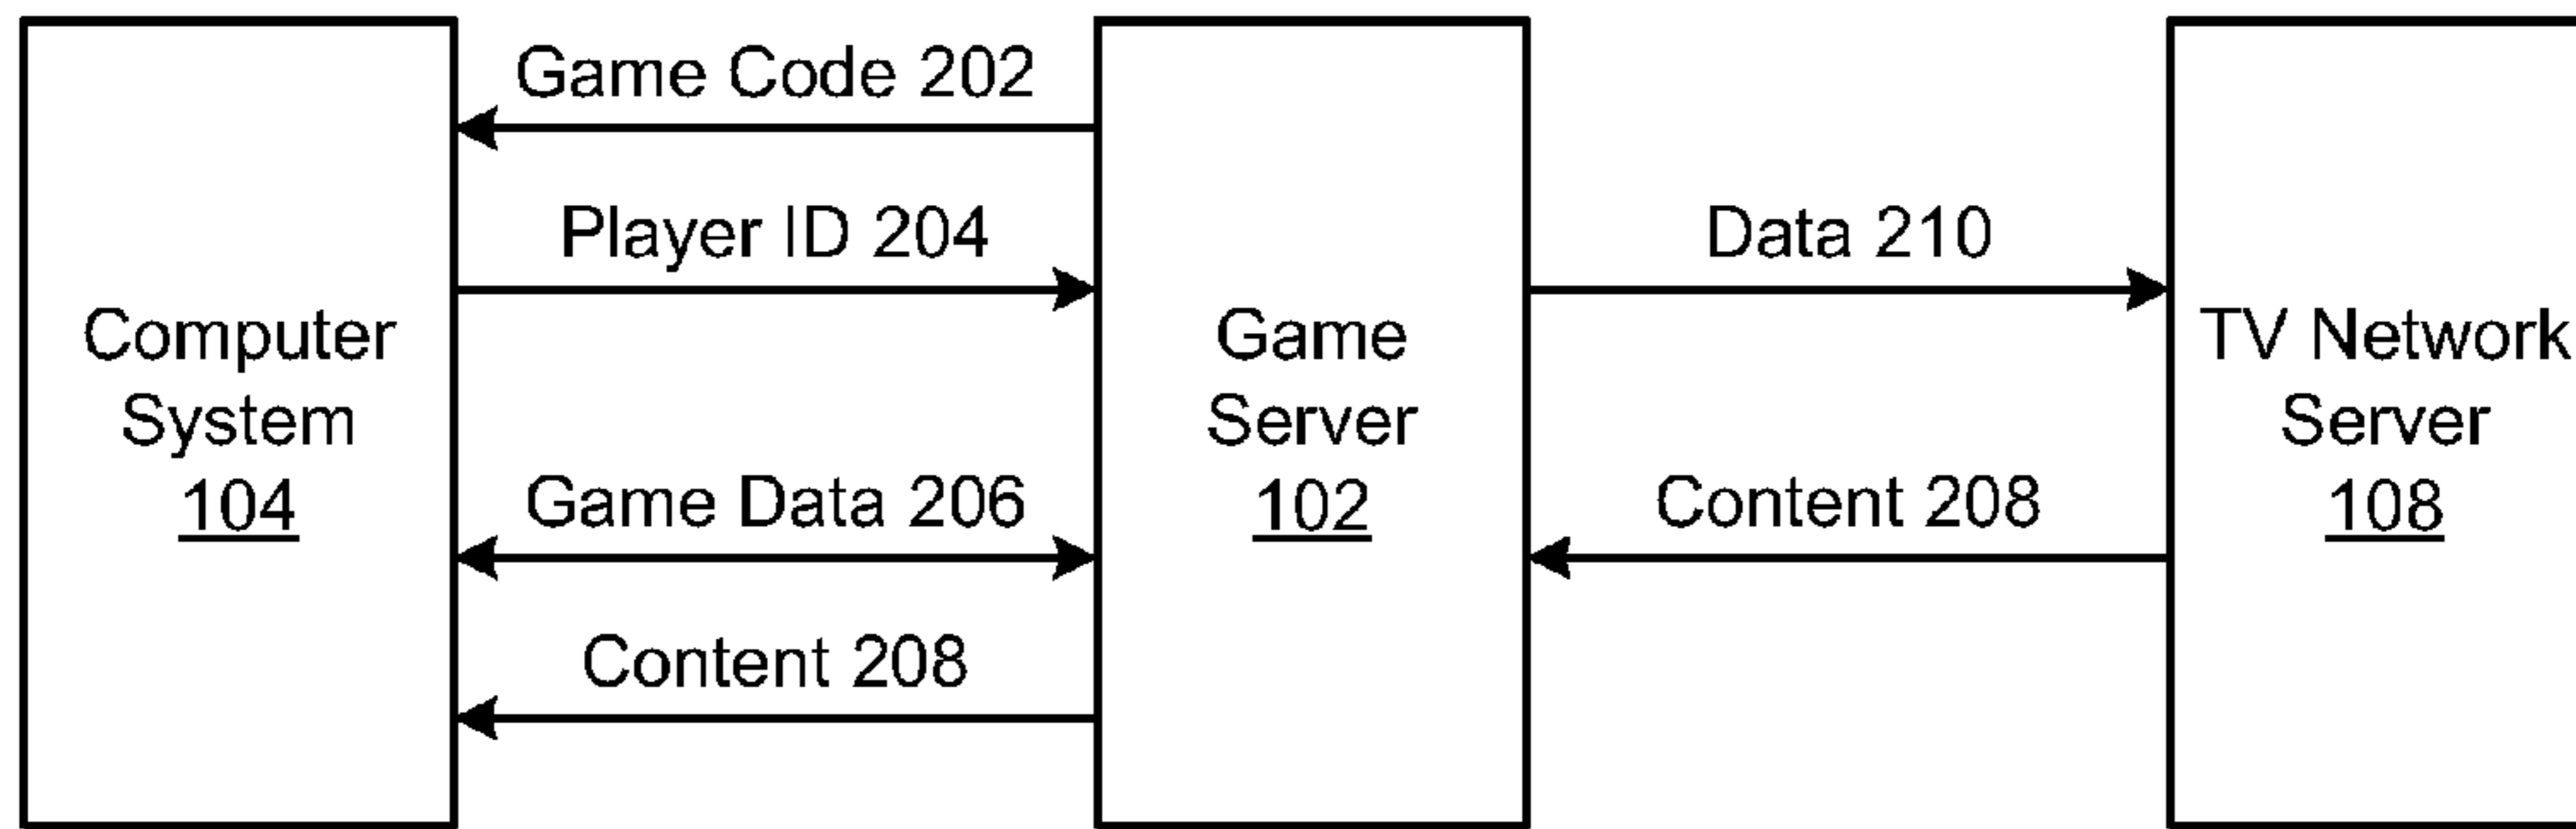 Game Code 202
Player ID 204
Data 210
Computer
System
104
Game
Server
102
TV Network
Server
108
Game Data 206
Content 208
Content 208